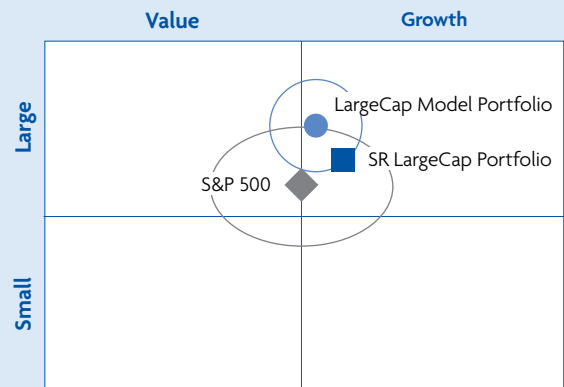 Value
Growth
Large
LargeCap Model Portfolio
SR LargeCap Portfolio
S&P 500
Small